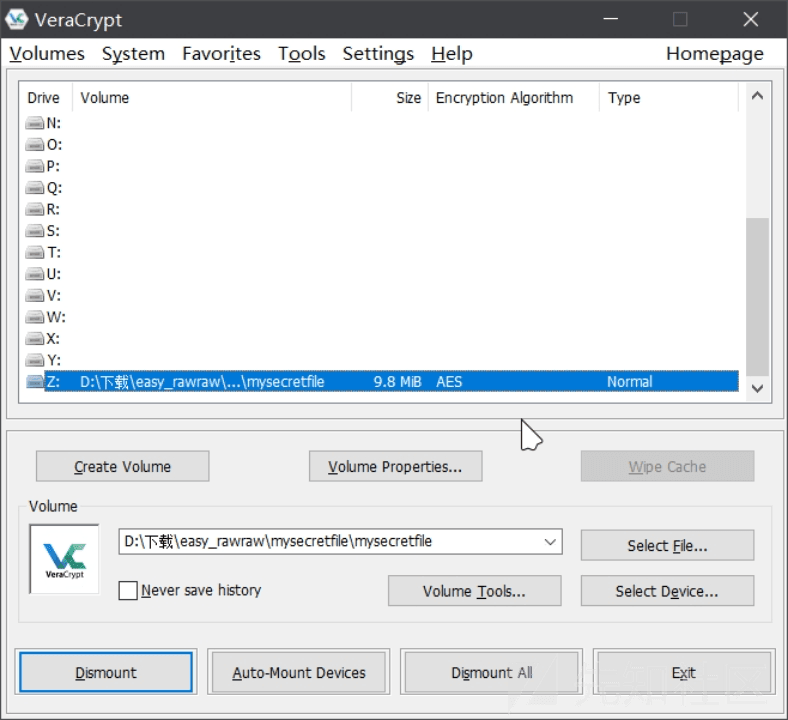 VeraCrypt
Volumes System Favorites Tools Settings Help Homepage
Drive Volume Size Encryption Algorithm Type
N:
O:
P:
Q:
R:
S:
T:
U:
V:
W:
X:
Y:
Z: D:\下载\easy_rawraw\...\mysecretfile 9.8 MiB AES Normal
Create Volume Volume Properties... Wipe Cache
Volume
D:\下载\easy_rawraw\mysecretfile\mysecretfile Select File...
VeraCrypt
Never save history Volume Tools... Select Device...
Dismount Auto-Mount Devices Dismount All Exit